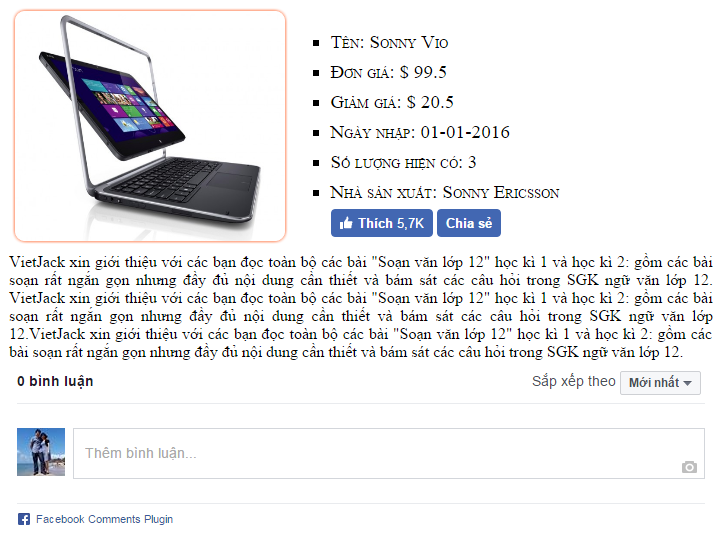 Tên: Sonny Vio
Đơn giá: $ 99.5
Giảm giá: $ 20.5
Ngày nhập: 01-01-2016
Số lượng hiện có: 3
Nhà sản xuất: Sonny Ericsson
Thích 5,7K Chia sẻ
VietJack xin giới thiệu với các bạn đọc toàn bộ các bài "Soạn văn lớp 12" học kì 1 và học kì 2: gồm các bài
soạn rất ngắn gọn nhưng đầy đủ nội dung cần thiết và bám sát các câu hỏi trong SGK ngữ văn lớp 12.
VietJack xin giới thiệu với các bạn đọc toàn bộ các bài "Soạn văn lớp 12" học kì 1 và học kì 2: gồm các bài
soạn rất ngắn gọn nhưng đầy đủ nội dung cần thiết và bám sát các câu hỏi trong SGK ngữ văn lớp
12.VietJack xin giới thiệu với các bạn đọc toàn bộ các bài "Soạn văn lớp 12" học kì 1 và học kì 2: gồm các
bài soạn rất ngắn gọn nhưng đầy đủ nội dung cần thiết và bám sát các câu hỏi trong SGK ngữ văn lớp 12.
0 bình luận Sắp xếp theo Mới nhất
Thêm bình luận...
Facebook Comments Plugin